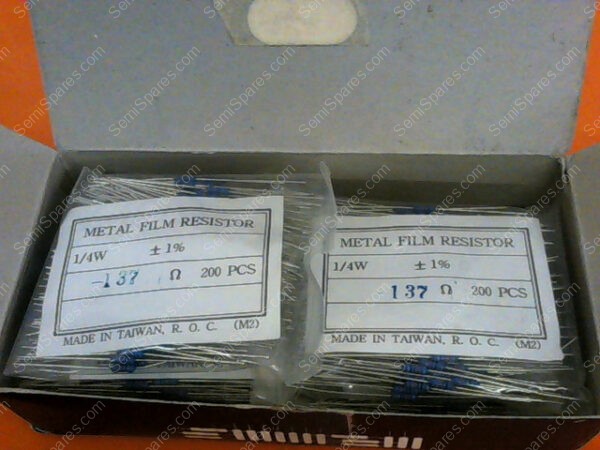 METAL FILM RESISTOR
1/4W ± 1%
137 Ω 200 PCS
MADE IN TAIWAN, R. O. C. (M2)
TAIWAN,
METAL FILM RESISTOR
1/4W ± 1%
137 Ω 200 PCS
MADE IN TAIWAN, R. O. C. (M2)
SemiSpares.com